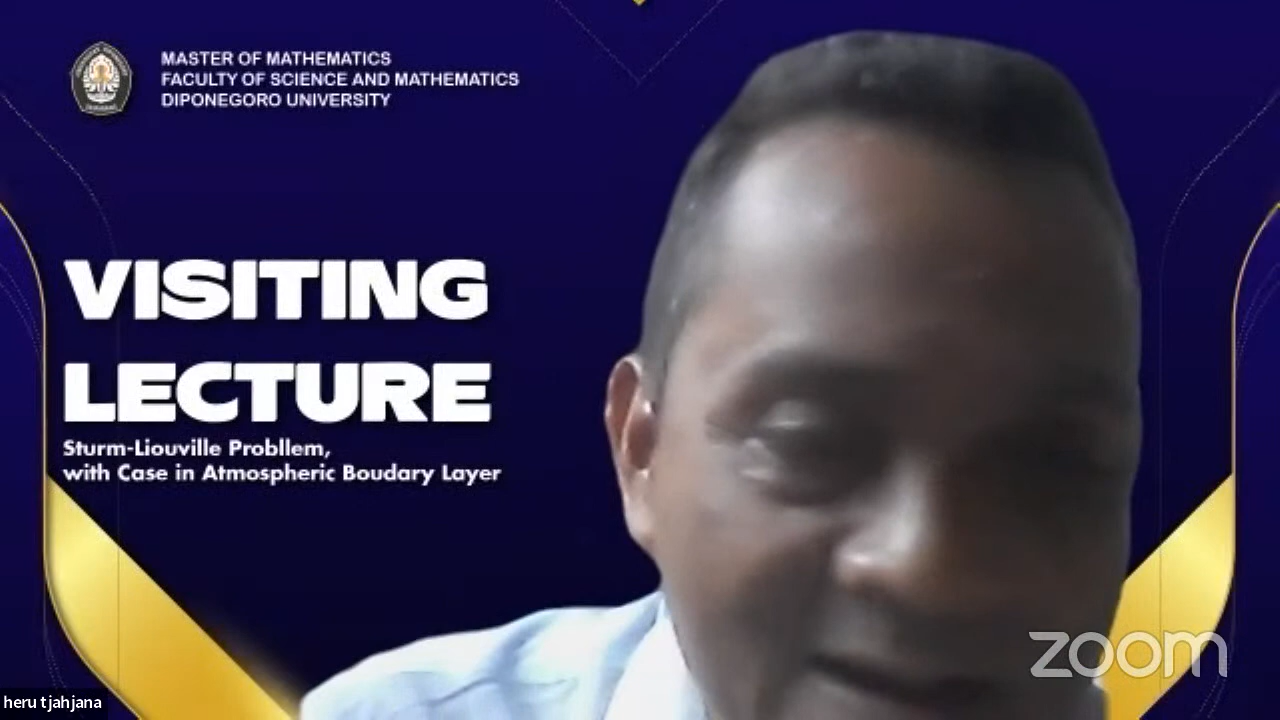 MASTER OF MATHEMATICS
FACULTY OF SCIENCE AND MATHEMATICS
DIPONEGORO UNIVERSITY
VISITING
LECTURE
Sturm-Liouville Probllem,
with Case in Atmospheric Boudary Layer
zoom
heru tjahjana